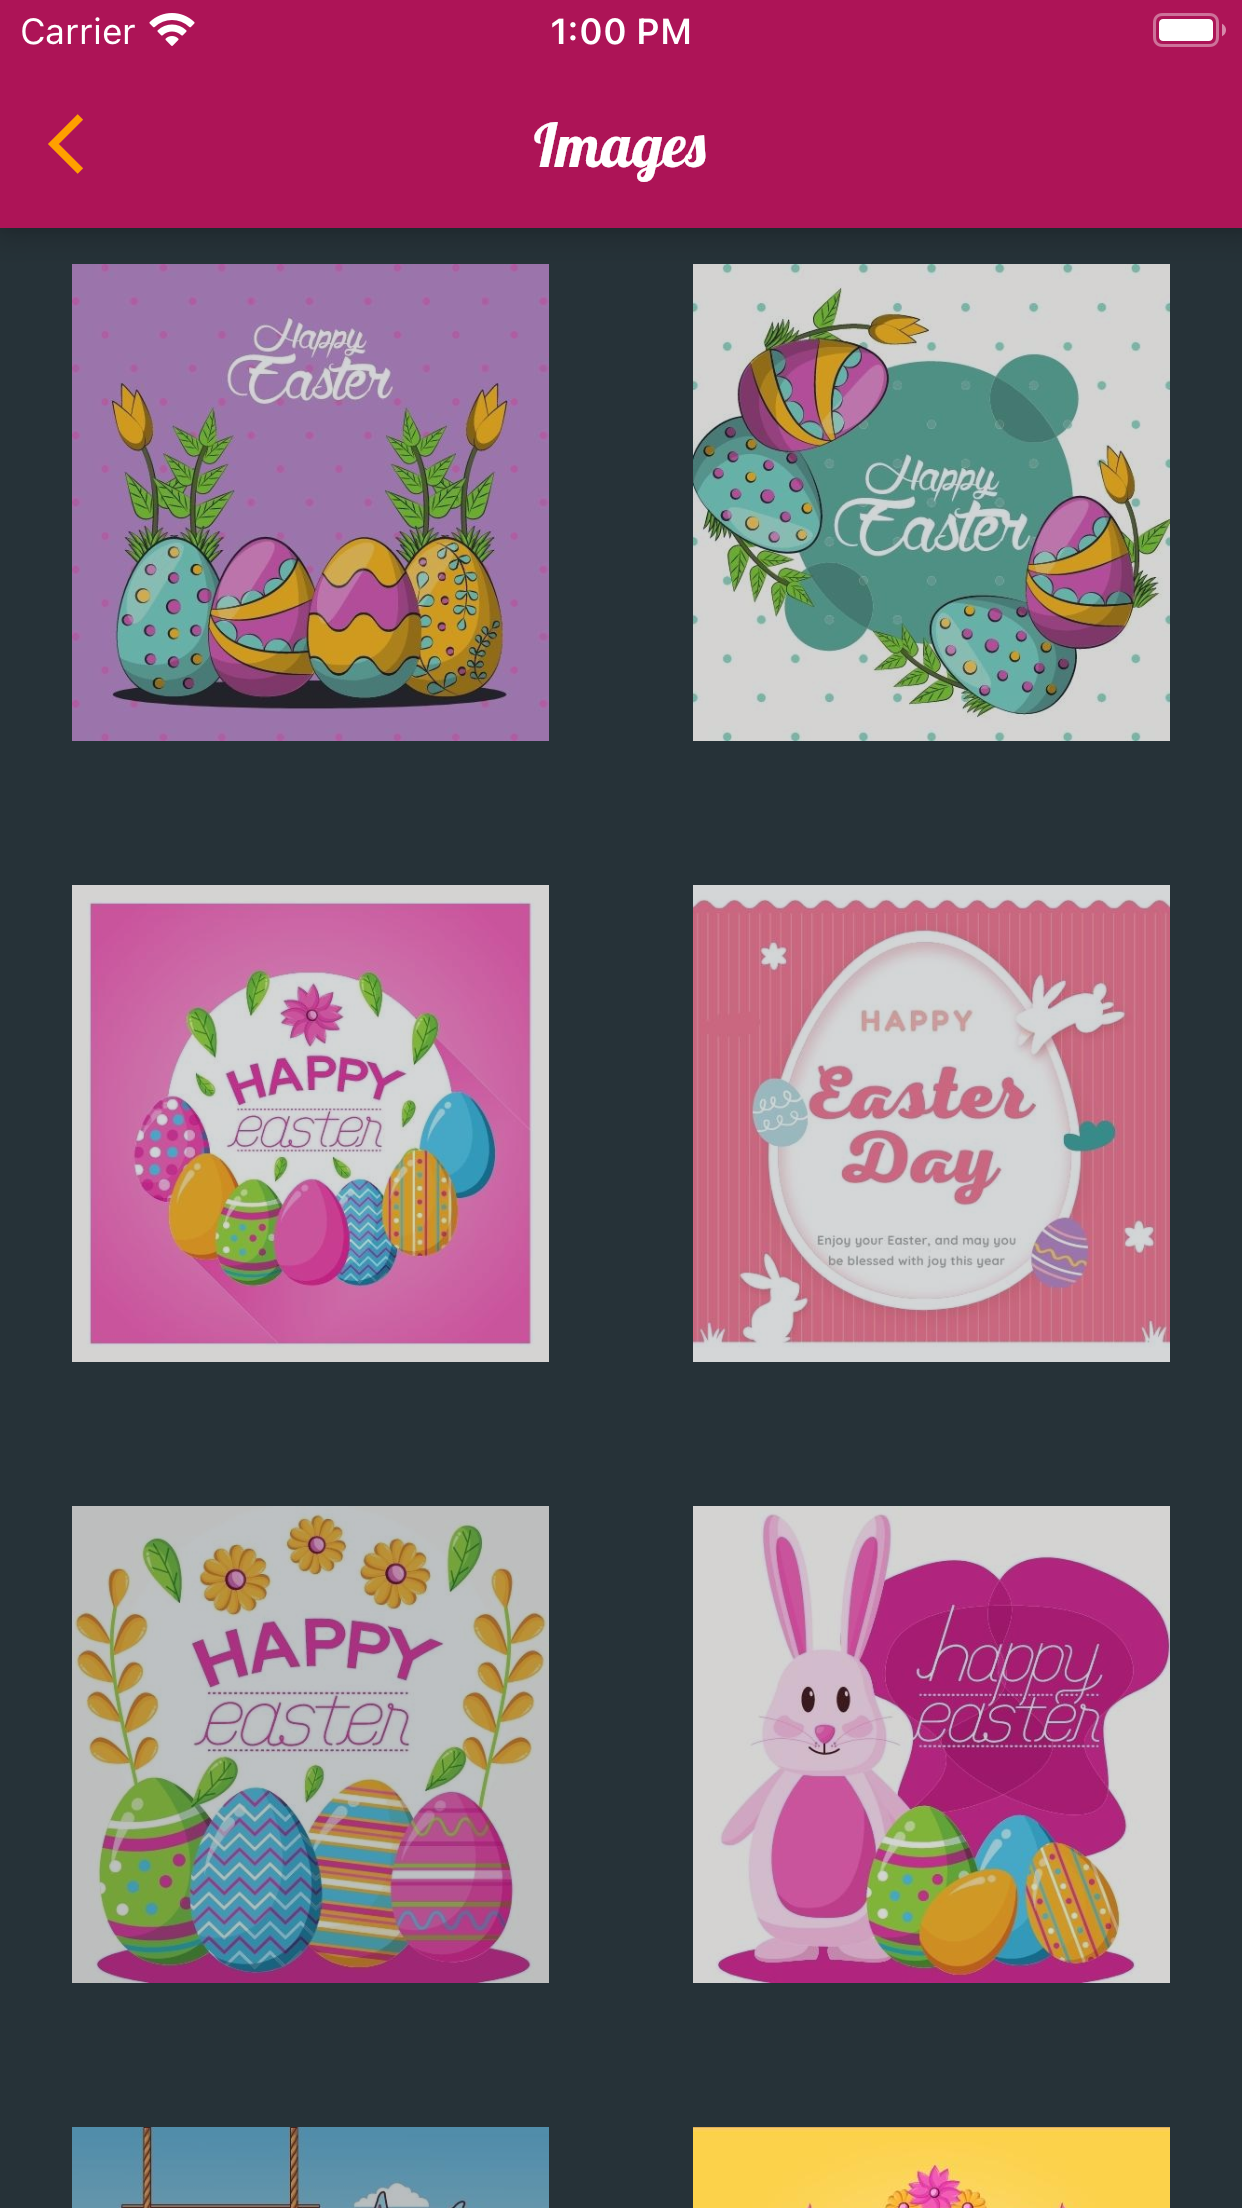 Carrier
1:00 PM
Images
Happy
Easter
Happy
Easter
HAPPY
easter
HAPPY
Easter
Day
Enjoy your Easter, and may you
be blessed with joy this year
HAPPY
easter
happy
easter